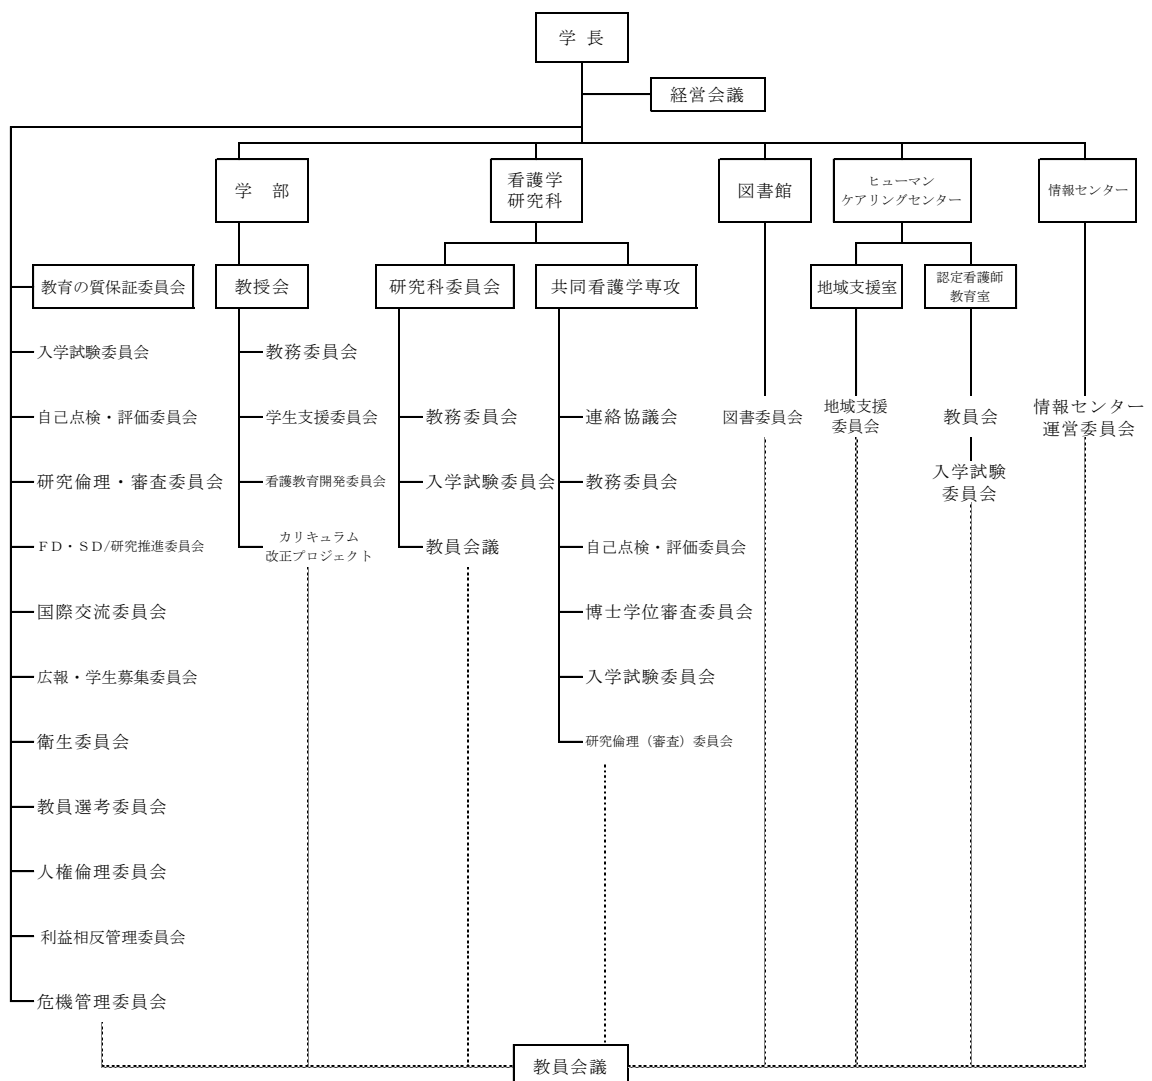 学 長
経営会議
学 部
看護学
研究科
図書館
ヒューマン
ケアリングセンター
情報センター
教育の質保証委員会
教授会
研究科委員会
共同看護学専攻
地域支援室
認定看護師
教育室
入学試験委員会
教務委員会
自己点検・評価委員会
学生支援委員会
教務委員会
連絡協議会
図書委員会
地域支援
委員会
教員会
情報センター
運営委員会
研究倫理・審査委員会
看護教育開発委員会
入学試験委員会
教務委員会
入学試験
委員会
ＦＤ・ＳＤ/研究推進委員会
カリキュラム
改正プロジェクト
教員会議
自己点検・評価委員会
国際交流委員会
博士学位審査委員会
広報・学生募集委員会
入学試験委員会
衛生委員会
研究倫理（審査）委員会
教員選考委員会
人権倫理委員会
利益相反管理委員会
危機管理委員会
教員会議